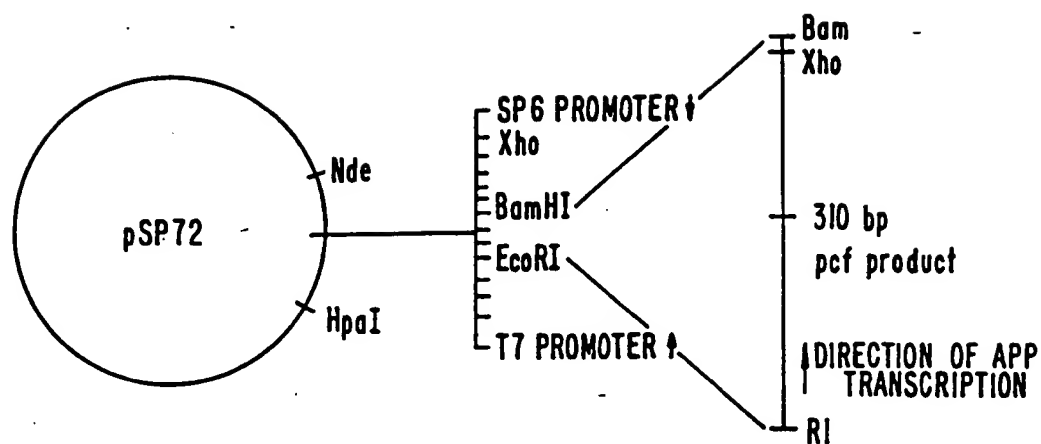 Bam
Xho
SP6 PROMOTER
Xho
Nde
BamHI
pSP72
310 bp
pcf product
EcoRI
HpaI
T7 PROMOTER
DIRECTION OF APP
TRANSCRIPTION
RI